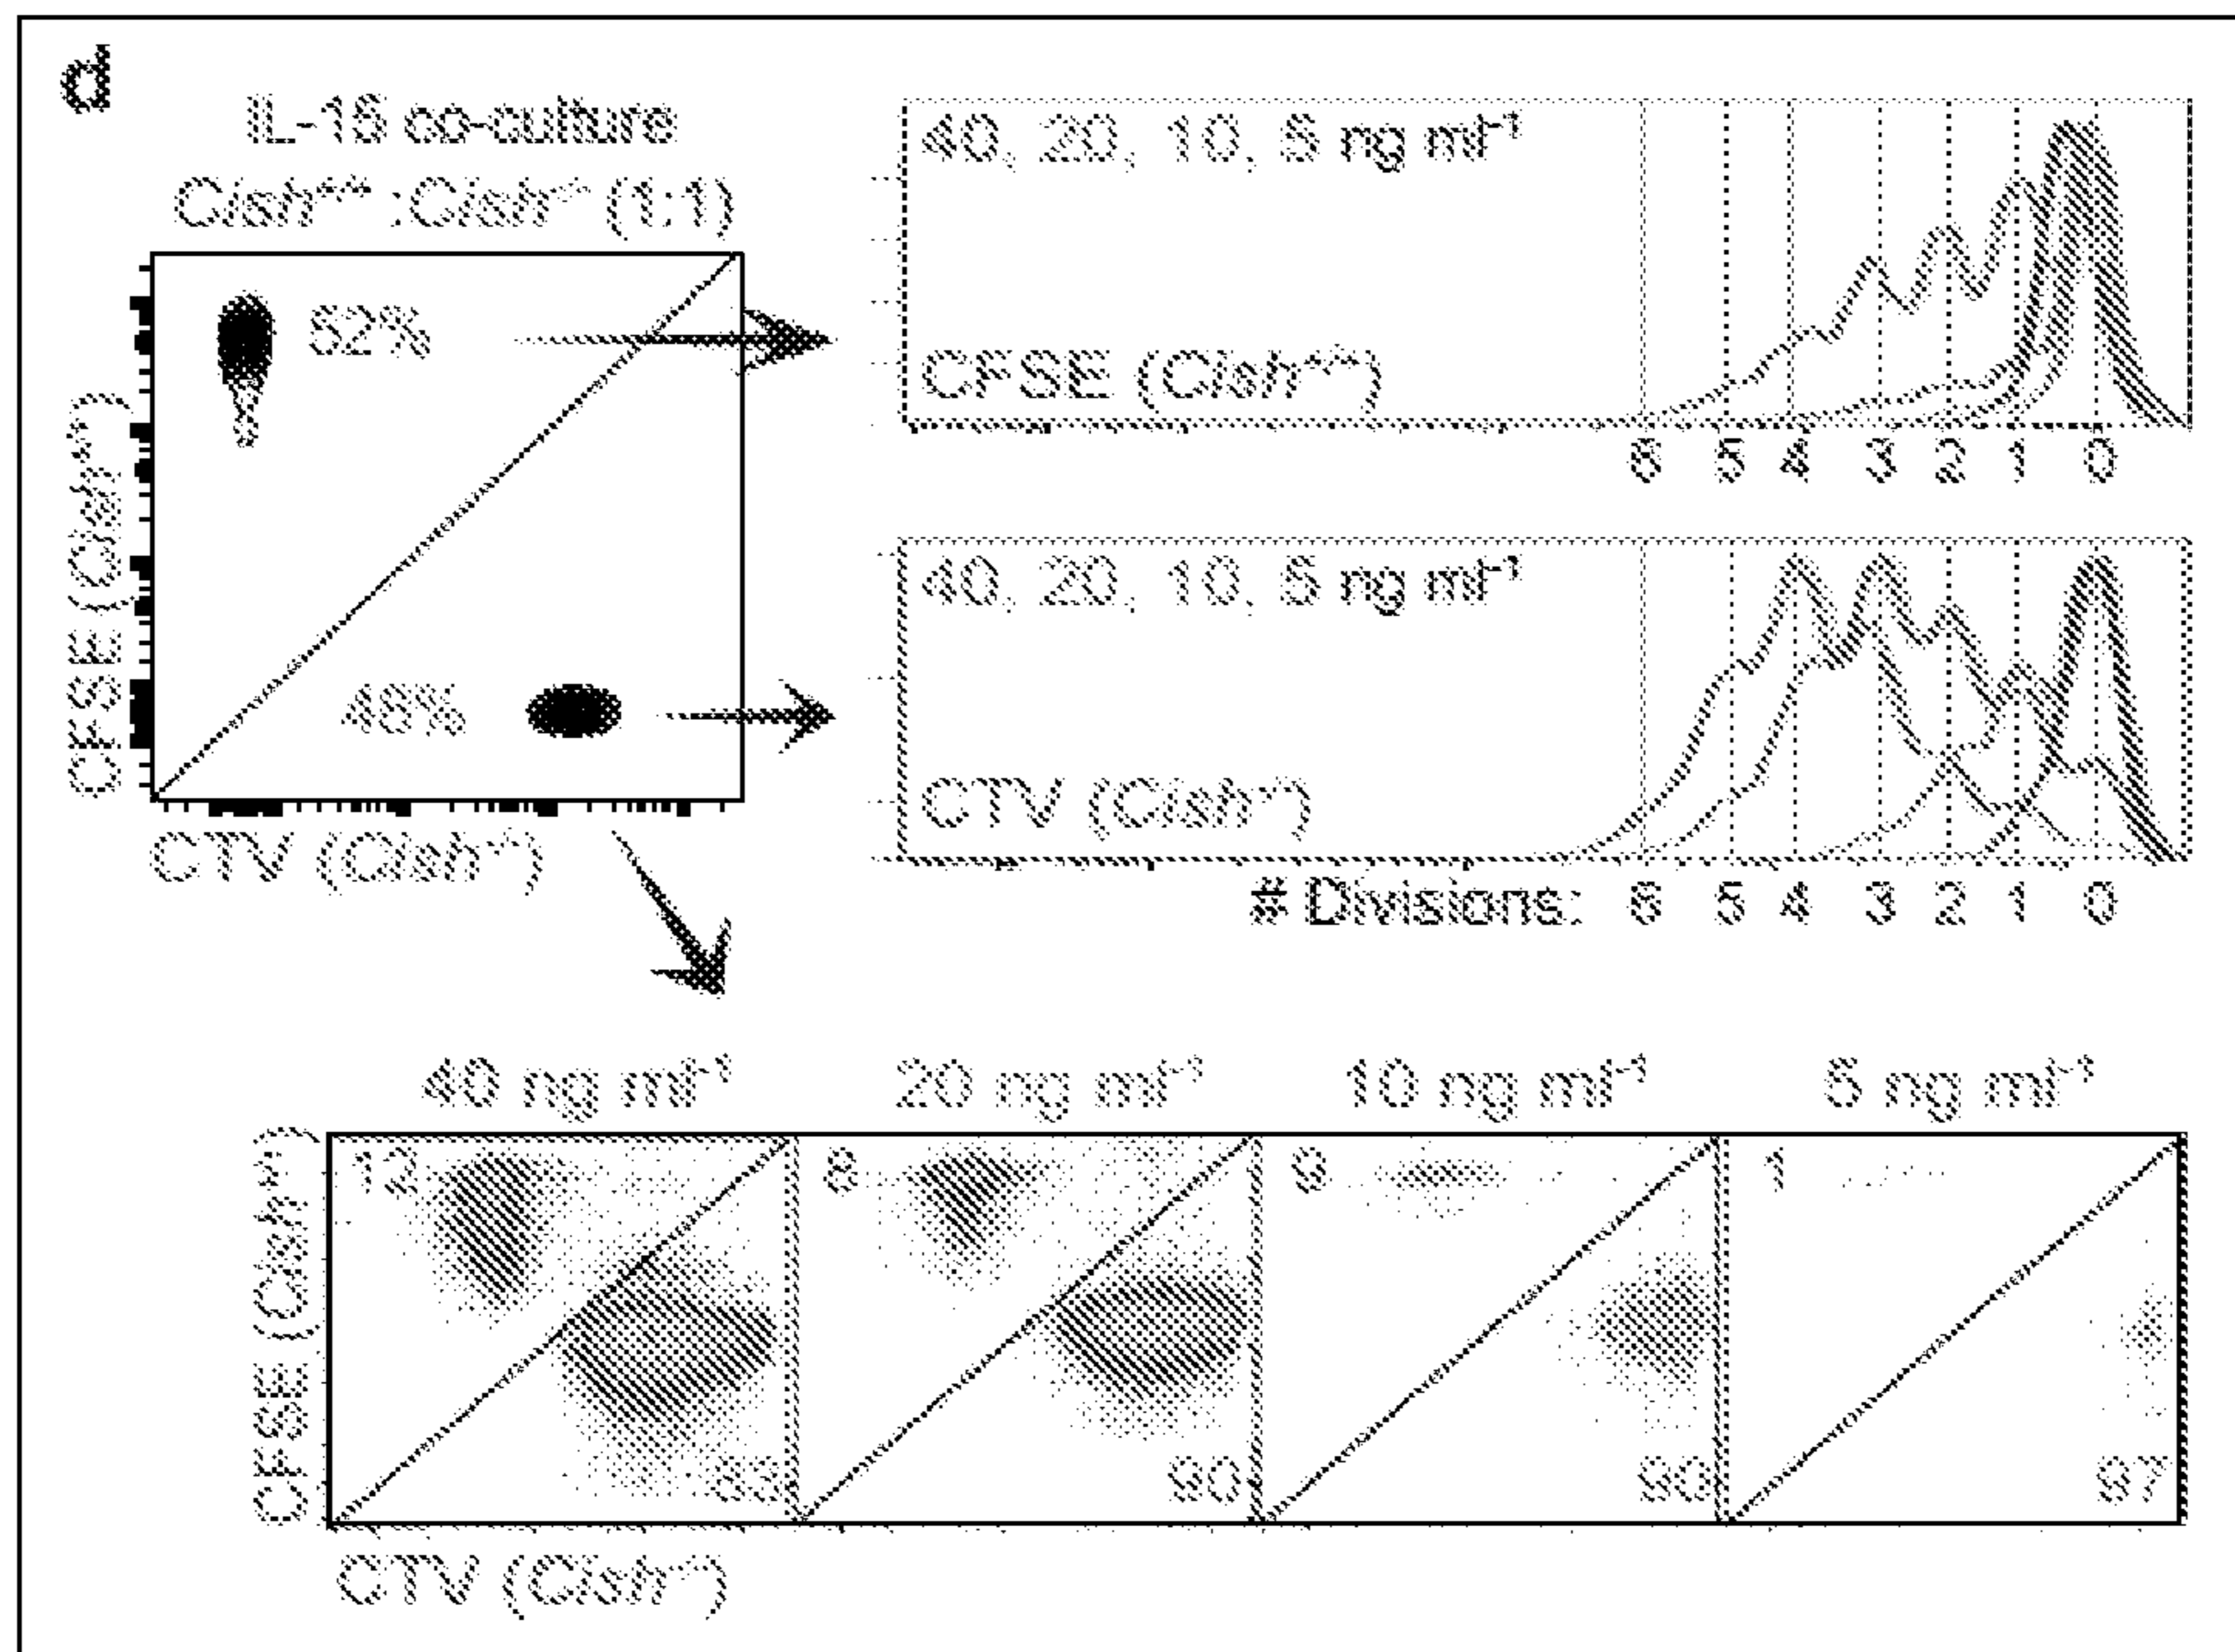 d
IL-15 co-culture
Cish⁺/⁺ :Cish⁻/⁻ (1:1)
52%
48%
CFSE (Cish⁺/⁺)
CTV (Cish⁻/⁻)
40, 20, 10, 5 ng ml⁻¹
CFSE (Cish⁺/⁺)
6 5 4 3 2 1 0
40, 20, 10, 5 ng ml⁻¹
CTV (Cish⁻/⁻)
# Divisions: 6 5 4 3 2 1 0
40 ng ml⁻¹ 20 ng ml⁻¹ 10 ng ml⁻¹ 5 ng ml⁻¹
12 9 1
90 90 97
CFSE (Cish⁺/⁺)
CTV (Cish⁻/⁻)